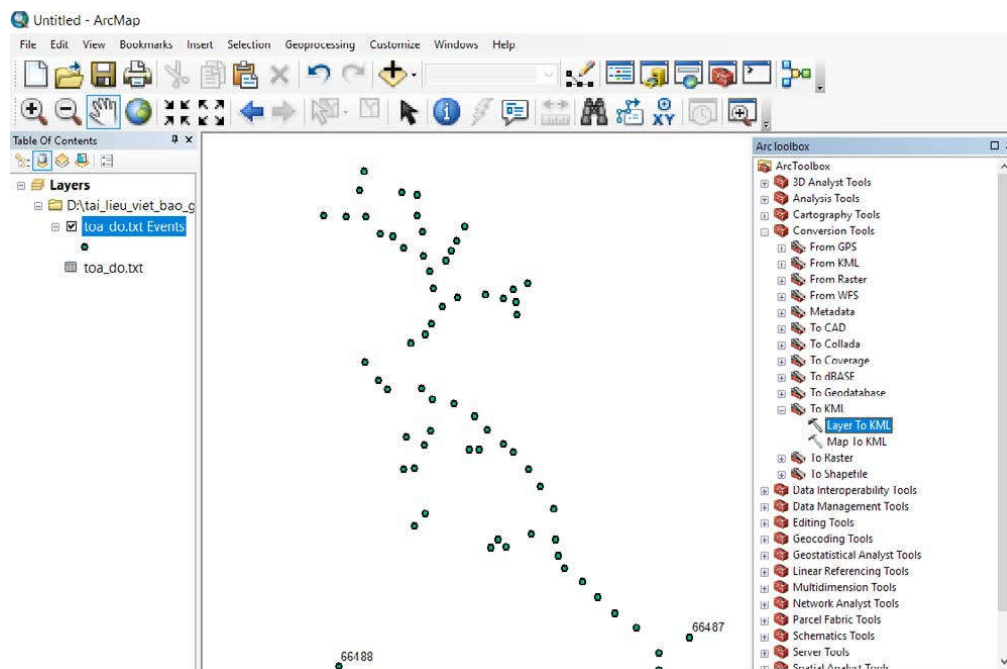 Untitled - ArcMap
File Edit View Bookmarks Insert Selection Geoprocessing Customize Windows Help
Table Of Contents
Layers
D:\tai_lieu_viet_bao_g
toa_do.txt Events
toa_do.txt
66487
66488
ArcToolbox
ArcToolbox
3D Analyst Tools
Analysis Tools
Cartography Tools
Conversion Tools
From GPS
From KML
From Raster
From WFS
Metadata
To CAD
To Collada
To Coverage
To dBASE
To Geodatabase
To KML
Layer To KML
Map To KML
To Raster
To Shapefile
Data Interoperability Tools
Data Management Tools
Editing Tools
Geocoding Tools
Geostatistical Analyst Tools
Linear Referencing Tools
Multidimension Tools
Network Analyst Tools
Parcel Fabric Tools
Schematics Tools
Server Tools
Spatial Analyst Tools